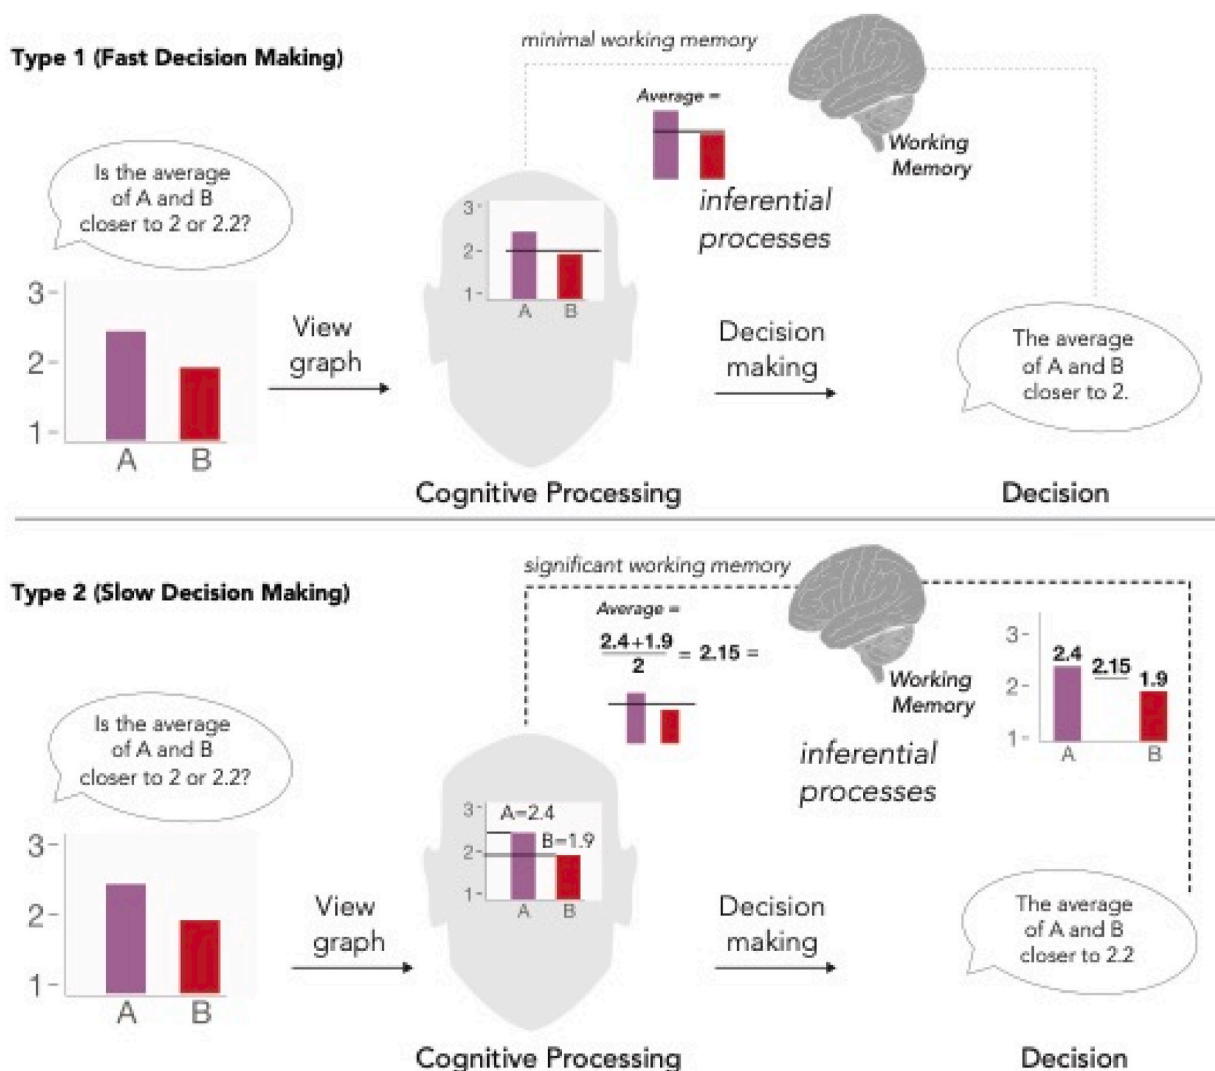 Type 1 (Fast Decision Making)
minimal working memory
Average =
Working
Memory
inferential
processes
Is the average
of A and B
closer to 2 or 2.2?
3
2
1
A
B
View
graph
3
2
1
A
B
Decision
making
The average
of A and B
closer to 2.
Cognitive Processing
Decision
Type 2 (Slow Decision Making)
significant working memory
Average =
2.4+1.9
2
= 2.15 =
Working
Memory
inferential
processes
3
2
1
2.4
2.15
1.9
A
B
Is the average
of A and B
closer to 2 or 2.2?
3
2
1
A
B
View
graph
3
2
1
A=2.4
B=1.9
A
B
Decision
making
The average
of A and B
closer to 2.2
Cognitive Processing
Decision